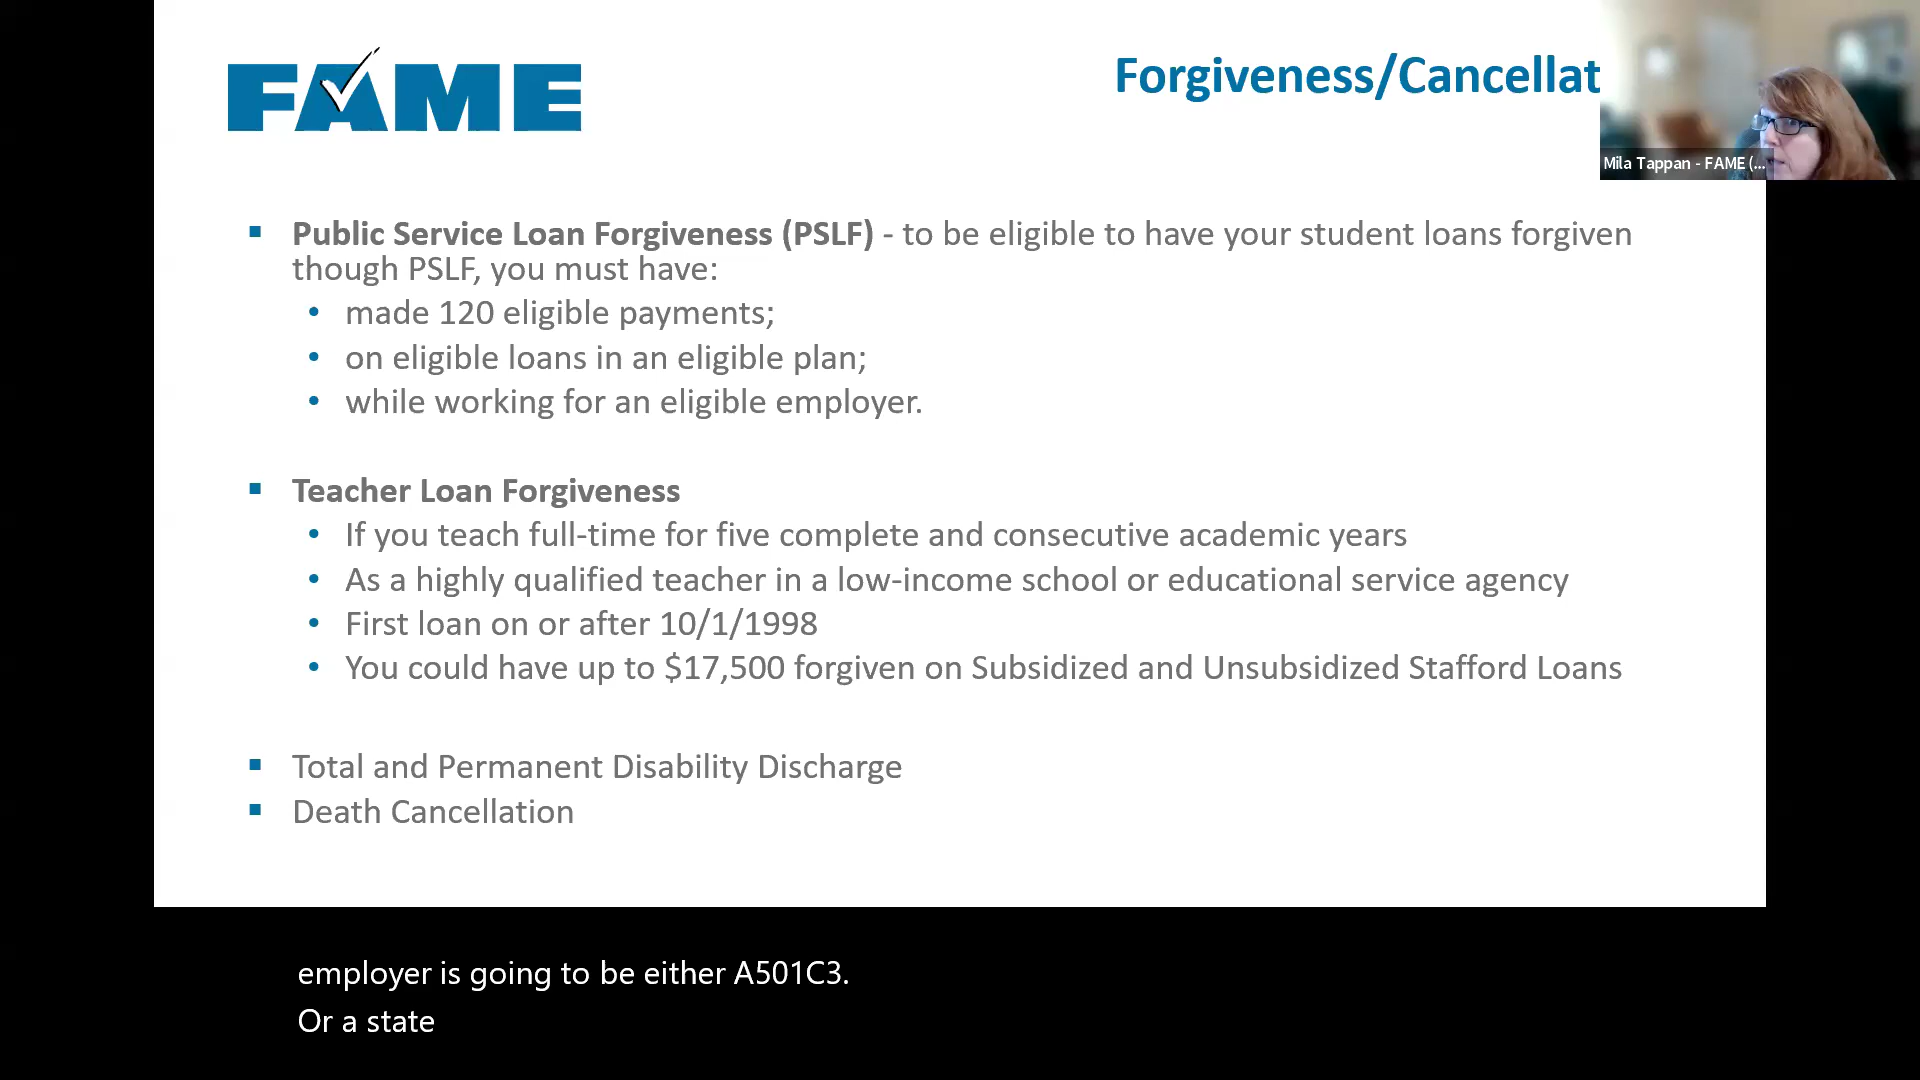 FAME
Forgiveness/Cancellat
Mila Tappan - FAME (...
Public Service Loan Forgiveness (PSLF) - to be eligible to have your student loans forgiven
though PSLF, you must have:
made 120 eligible payments;
on eligible loans in an eligible plan;
while working for an eligible employer.
Teacher Loan Forgiveness
If you teach full-time for five complete and consecutive academic years
As a highly qualified teacher in a low-income school or educational service agency
First loan on or after 10/1/1998
You could have up to $17,500 forgiven on Subsidized and Unsubsidized Stafford Loans
Total and Permanent Disability Discharge
Death Cancellation
employer is going to be either A501C3.
Or a state